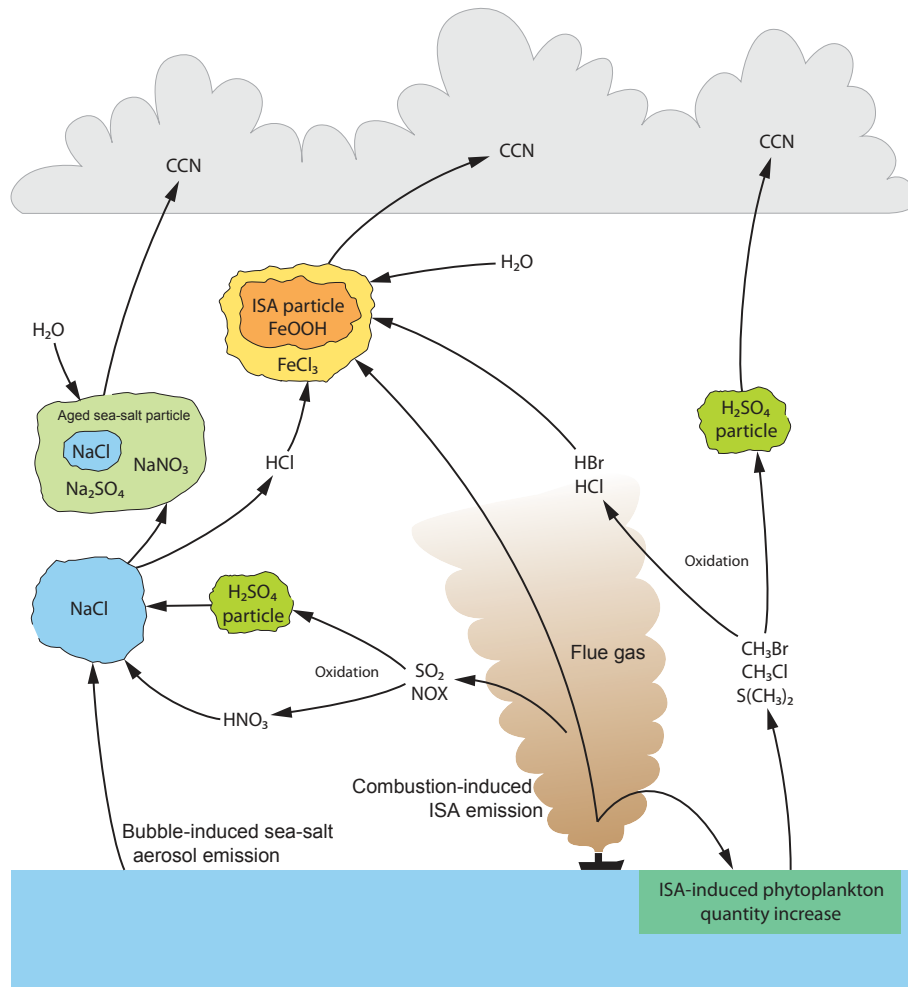 CCN
CCN
CCN
H₂O
ISA particle
FeOOH
FeCl₃
H₂O
Aged sea-salt particle
NaCl
NaNO₃
Na₂SO₄
HCl
HBr
HCl
H₂SO₄
particle
Oxidation
NaCl
H₂SO₄
particle
Oxidation
SO₂
NOX
HNO₃
Flue gas
CH₃Br
CH₃Cl
S(CH₃)₂
Combustion-induced
ISA emission
Bubble-induced sea-salt
aerosol emission
ISA-induced phytoplankton
quantity increase